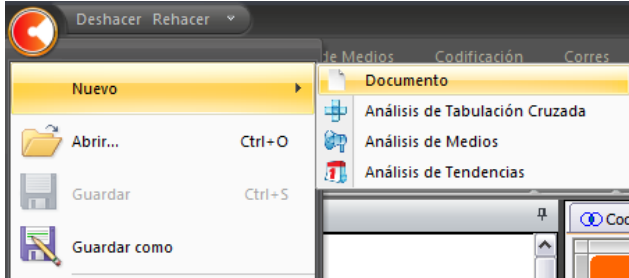 Deshacer Rehacer
de Medios Codificación Corres
Nuevo
Documento
Análisis de Tabulación Cruzada
Abrir... Ctrl+O
Análisis de Medios
Guardar Ctrl+S
Análisis de Tendencias
Guardar como